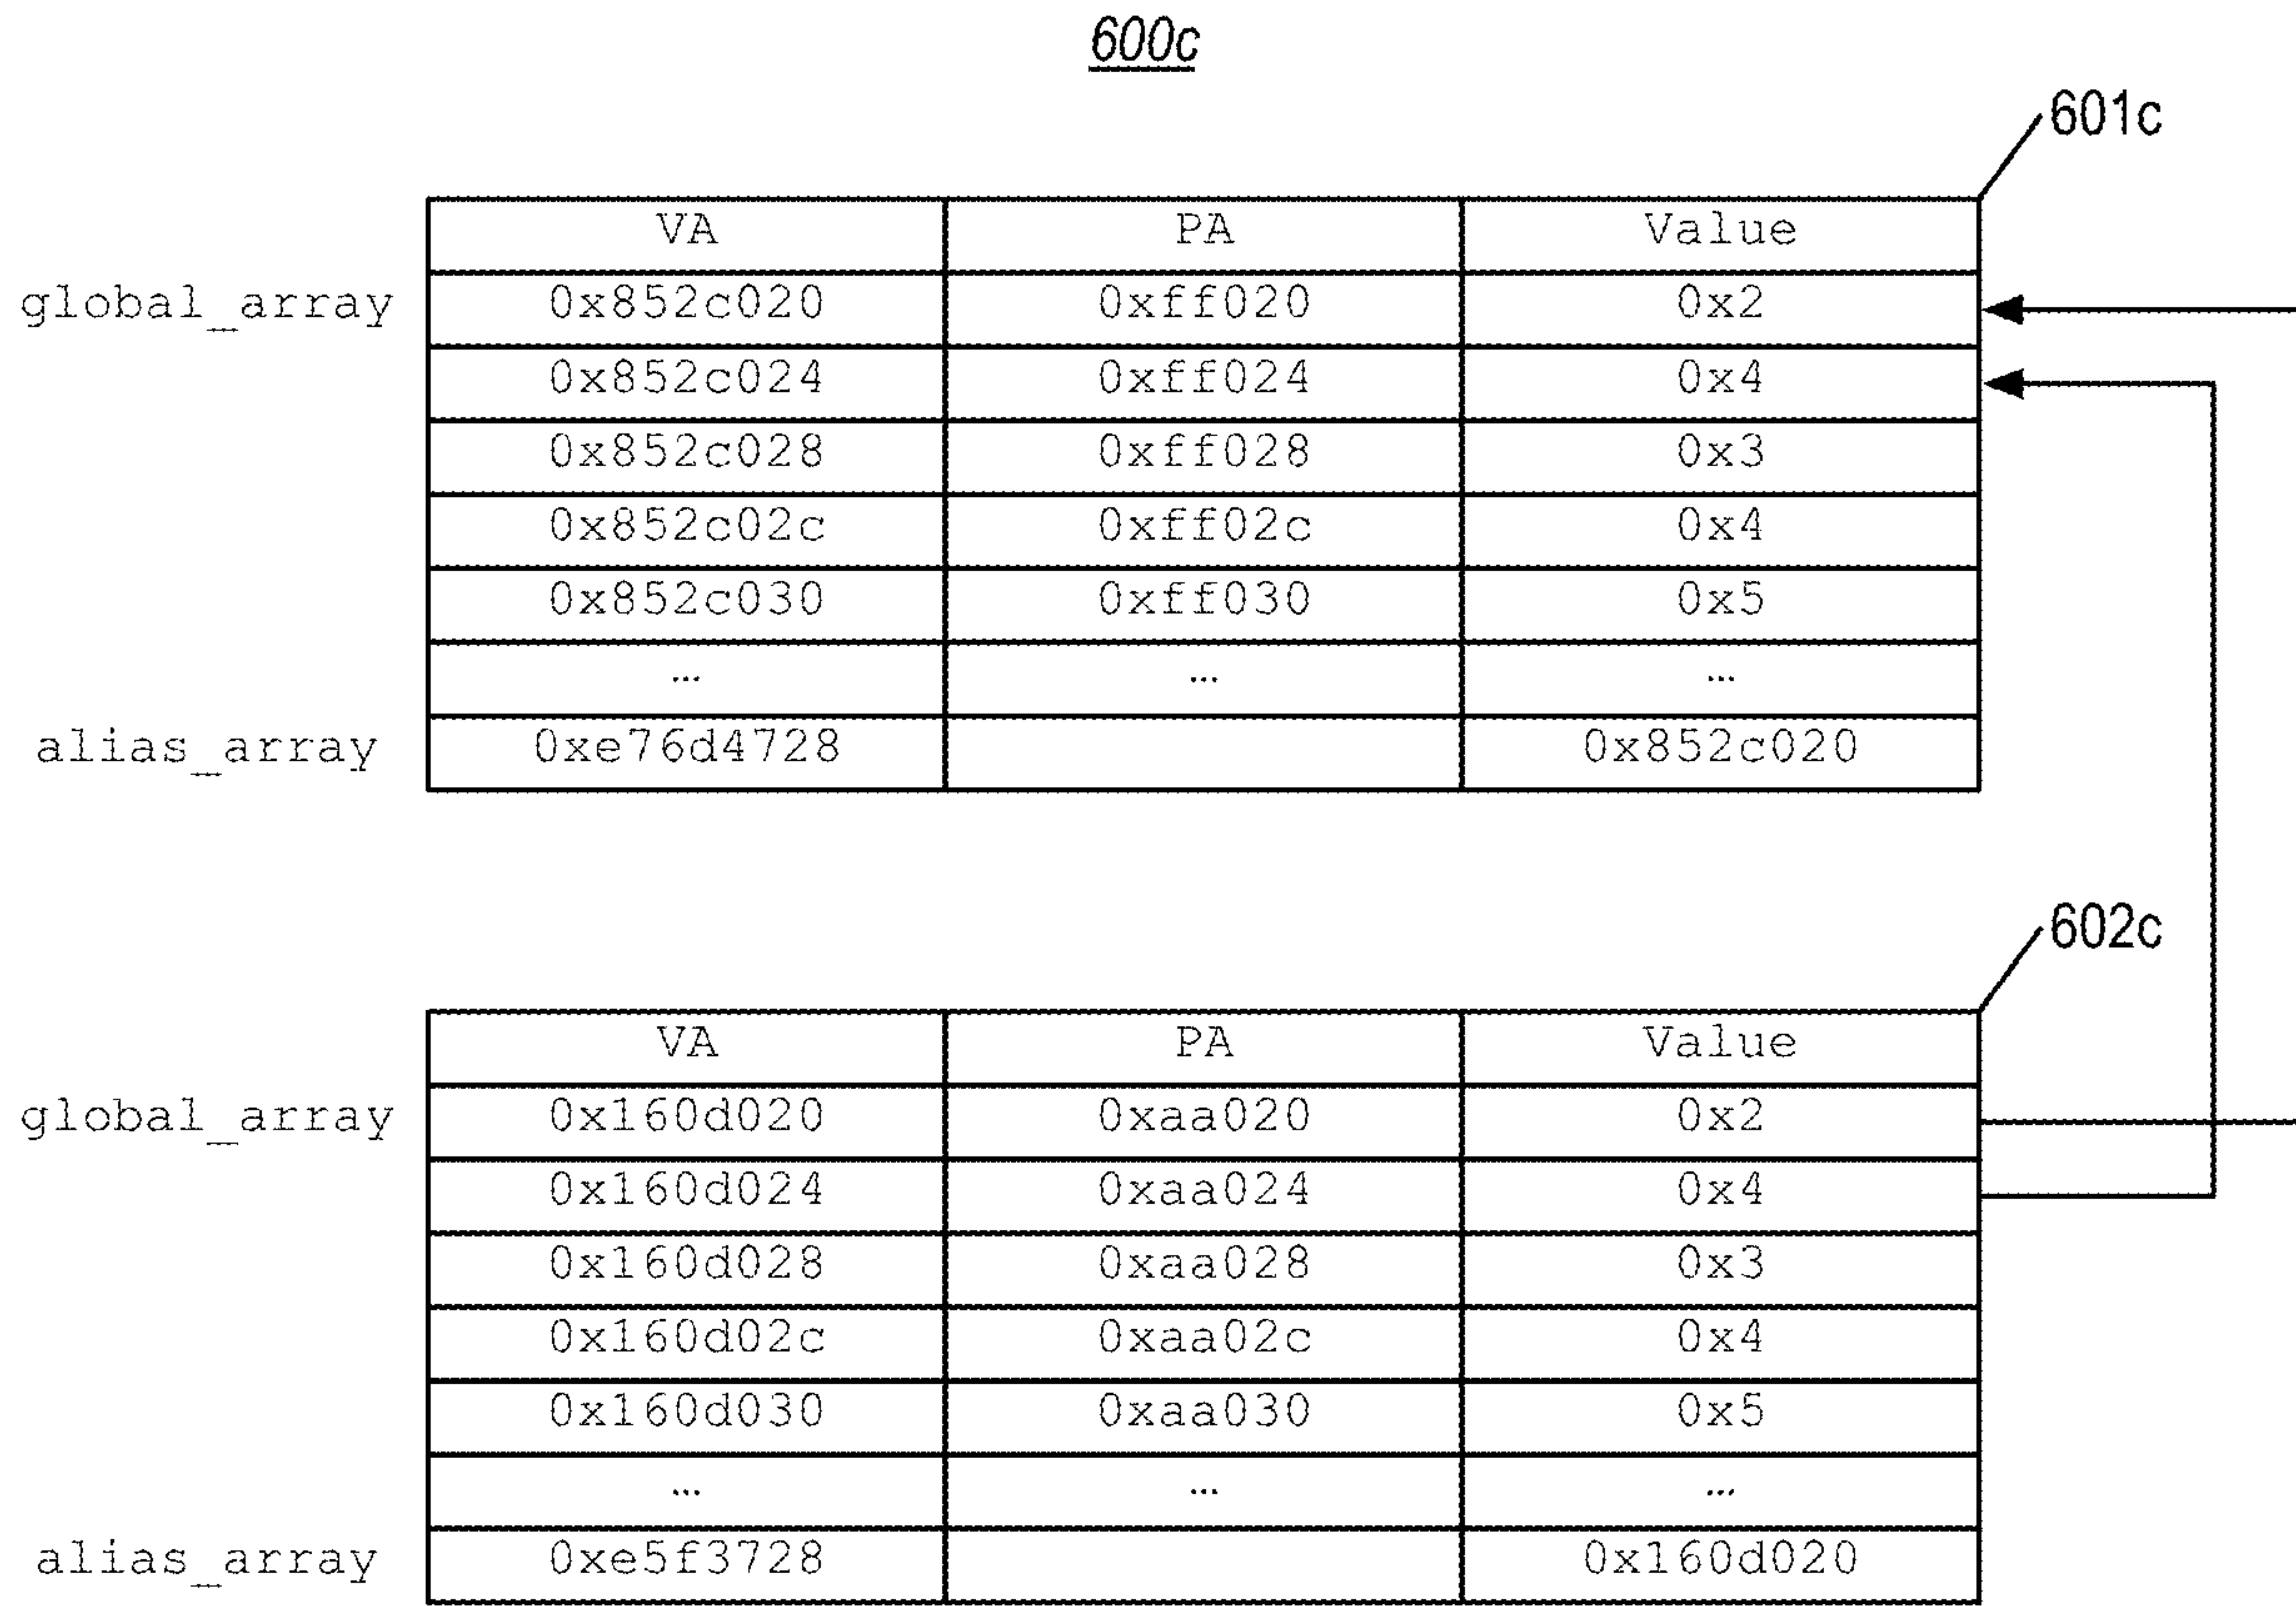 600c
601c
VA PA Value
global_array 0x852c020 0xff020 0x2
0x852c024 0xff024 0x4
0x852c028 0xff028 0x3
0x852c02c 0xff02c 0x4
0x852c030 0xff030 0x5
... ... ...
alias_array 0xe76d4728 0x852c020
602c
VA PA Value
global_array 0x160d020 0xaa020 0x2
0x160d024 0xaa024 0x4
0x160d028 0xaa028 0x3
0x160d02c 0xaa02c 0x4
0x160d030 0xaa030 0x5
... ... ...
alias_array 0xe5f3728 0x160d020